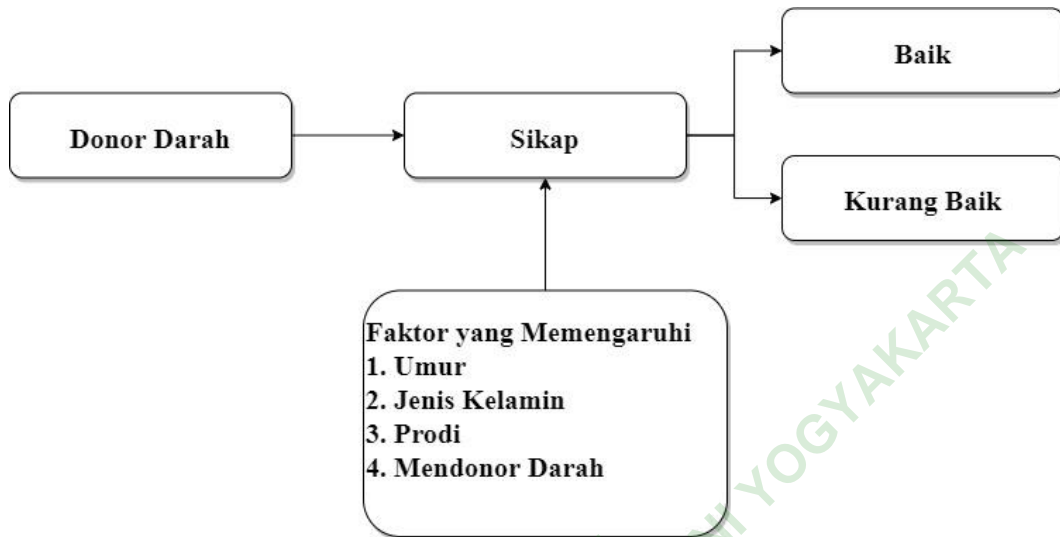 Baik
Donor Darah
Sikap
Kurang Baik
Faktor yang Memengaruhi
1. Umur
2. Jenis Kelamin
3. Prodi
4. Mendonor Darah
YOGYAKARTA